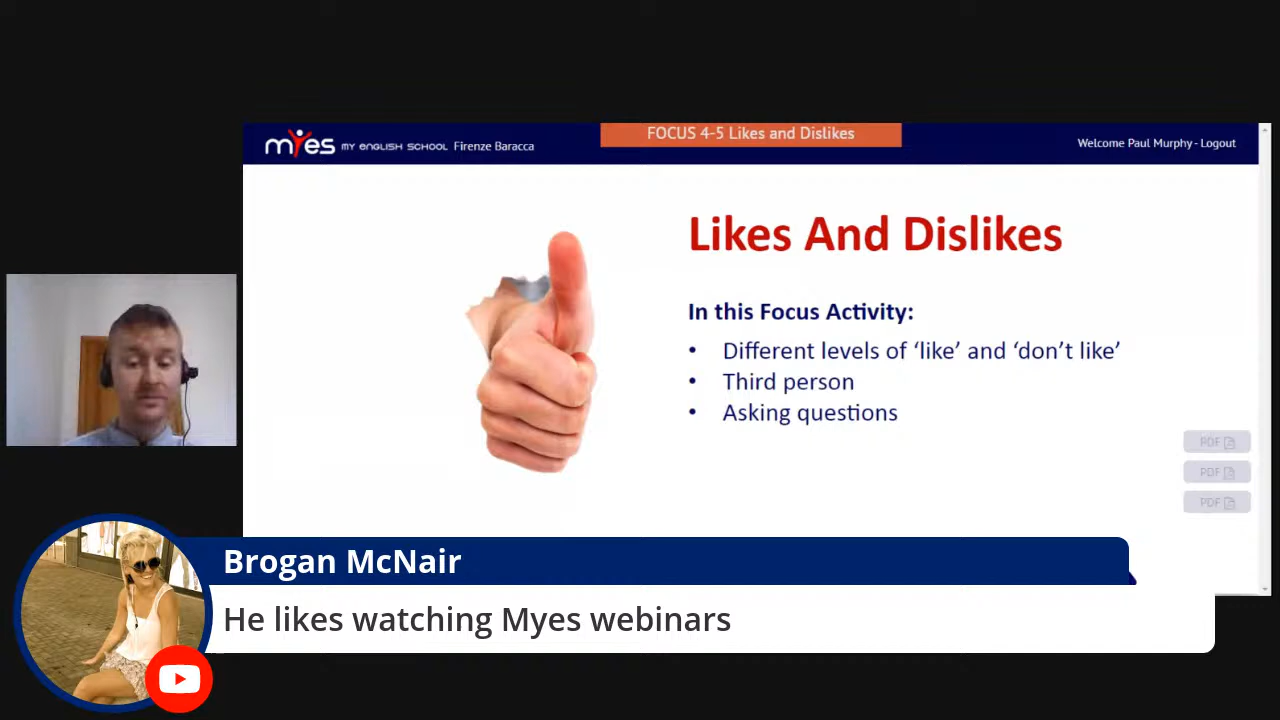 FOCUS 4-5 Likes and Dislikes
myes MY ENGLISH SCHOOL Firenze Baracca
Welcome Paul Murphy - Logout
Likes And Dislikes
In this Focus Activity:
• Different levels of ‘like’ and ‘don’t like’
• Third person
• Asking questions
PDF
PDF
PDF
Brogan McNair
He likes watching Myes webinars